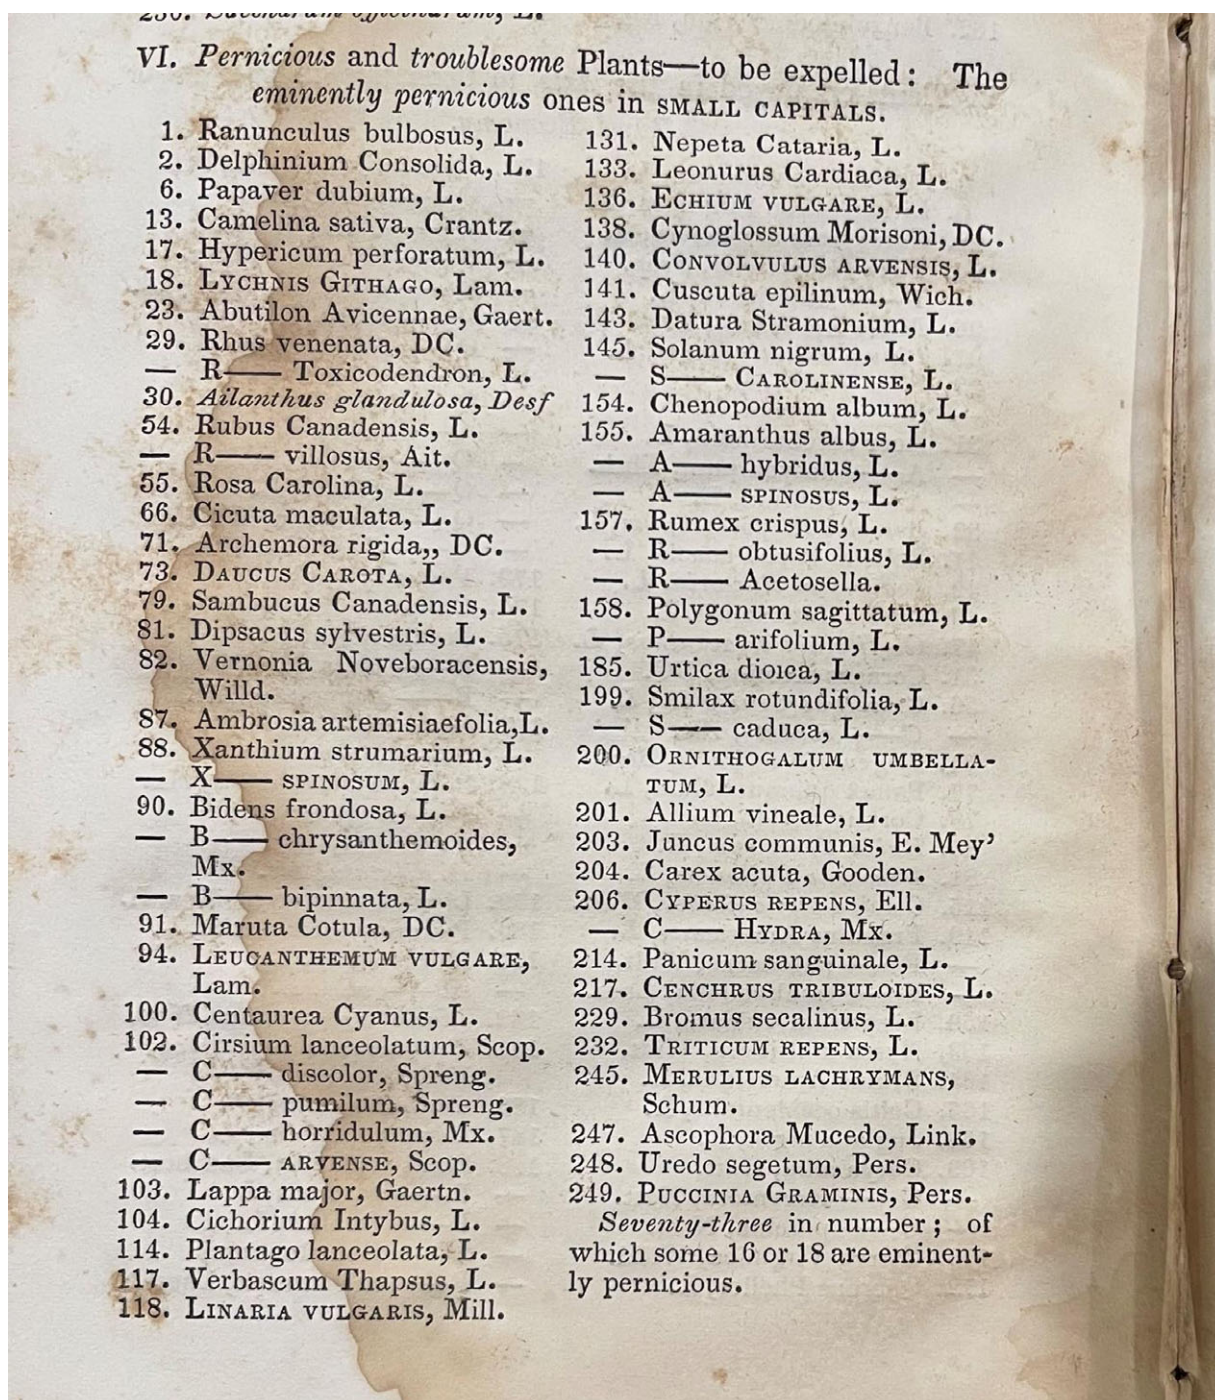 VI. Pernicious and troublesome Plants—to be expelled: The
eminently pernicious ones in SMALL CAPITALS.
1. Ranunculus bulbosus, L.
2. Delphinium Consolida, L.
6. Papaver dubium, L.
13. Camelina sativa, Crantz.
17. Hypericum perforatum, L.
18. LYCHNIS GITHAGO, Lam.
23. Abutilon Avicennae, Gaert.
29. Rhus venenata, DC.
— R—— Toxicodendron, L.
30. Ailanthus glandulosa, Desf
54. Rubus Canadensis, L.
— R—— villosus, Ait.
55. Rosa Carolina, L.
66. Cicuta maculata, L.
71. Archemora rigida,, DC.
73. DAUCUS CAROTA, L.
79. Sambucus Canadensis, L.
81. Dipsacus sylvestris, L.
82. Vernonia Noveboracensis,
Willd.
87. Ambrosia artemisiaefolia, L.
88. Xanthium strumarium, L.
— X—— SPINOSUM, L.
90. Bidens frondosa, L.
— B—— chrysanthemoides,
Mx.
— B—— bipinnata, L.
91. Maruta Cotula, DC.
94. LEUCANTHEMUM VULGARE,
Lam.
100. Centaurea Cyanus, L.
102. Cirsium lanceolatum, Scop.
— C—— discolor, Spreng.
— C—— pumilum, Spreng.
— C—— horridulum, Mx.
— C—— ARVENSE, Scop.
103. Lappa major, Gaertn.
104. Cichorium Intybus, L.
114. Plantago lanceolata, L.
117. Verbascum Thapsus, L.
118. LINARIA VULGARIS, Mill.
131. Nepeta Cataria, L.
133. Leonurus Cardiaca, L.
136. ECHIUM VULGARE, L.
138. Cynoglossum Morisoni, DC.
140. CONVOLVULUS ARVENSIS, L.
141. Cuscuta epilinum, Wich.
143. Datura Stramonium, L.
145. Solanum nigrum, L.
— S—— CAROLINENSE, L.
154. Chenopodium album, L.
155. Amaranthus albus, L.
— A—— hybridus, L.
— A—— SPINOSUS, L.
157. Rumex crispus, L.
— R—— obtusifolius, L.
— R—— Acetosella.
158. Polygonum sagittatum, L.
— P—— arifolium, L.
185. Urtica dioica, L.
199. Smilax rotundifolia, L.
— S—— caduca, L.
200. ORNITHOGALUM UMBELLA-
TUM, L.
201. Allium vineale, L.
203. Juncus communis, E. Mey'
204. Carex acuta, Gooden.
206. CYPERUS REPENS, Ell.
— C—— HYDRA, Mx.
214. Panicum sanguinale, L.
217. CENCHRUS TRIBULOIDES, L.
229. Bromus secalinus, L.
232. TRITICUM REPENS, L.
245. MERULIUS LACHRYMANS,
Schum.
247. Ascophora Mucedo, Link.
248. Uredo segetum, Pers.
249. PUCCINIA GRAMINIS, Pers.
Seventy-three in number; of
which some 16 or 18 are eminent-
ly pernicious.